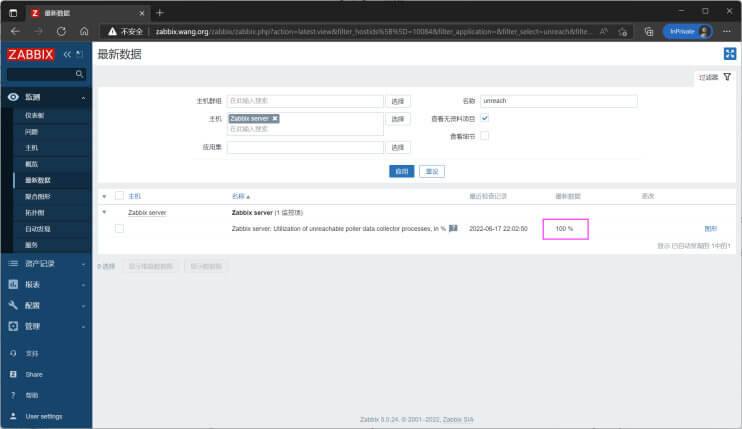 最新数据
不安全 | zabbix.wang.org/zabbix/zabbix.php?action=latest.view&filter_hostids%5B%5D=10084&filter_application=&filter_select=unreach&filte...
InPrivate
ZABBIX
最新数据
过滤器
监测
仪表板
问题
主机
概览
最新数据
聚合图形
拓扑图
自动发现
服务
资产记录
报表
配置
管理
支持
Share
帮助
User settings
主机群组 在此输入搜索 选择
名称 unreach
主机 Zabbix server 选择
在此输入搜索
查看无资料项目
查看细节
应用集 选择
应用 重设
主机 名称 最近检查记录 最新数据 更改
Zabbix server Zabbix server (1 监控项)
Zabbix server: Utilization of unreachable poller data collector processes, in % ? 2022-06-17 22:02:50 100 % 图形
显示 已自动发现的 1中的1
0 选择 显示堆叠数据图 显示数据图
Zabbix 5.0.24. © 2001–2022, Zabbix SIA